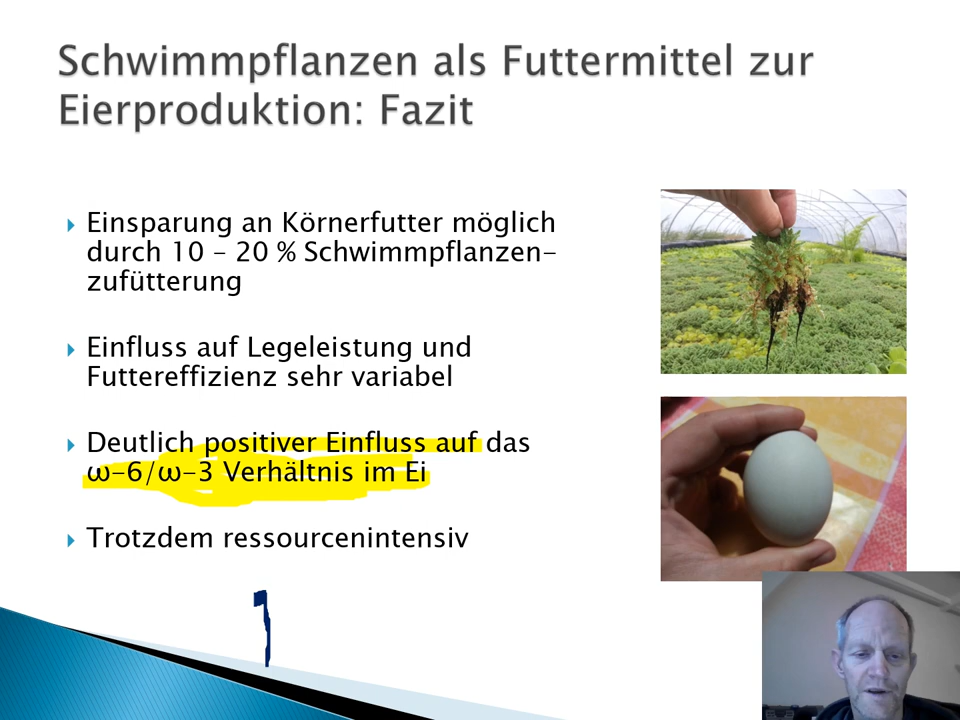 Schwimmpflanzen als Futtermittel zur
Eierproduktion: Fazit
Einsparung an Körnerfutter möglich
durch 10 – 20 % Schwimmpflanzen-
zufütterung
Einfluss auf Legeleistung und
Futtereffizienz sehr variabel
Deutlich positiver Einfluss auf das
ω-6/ω-3 Verhältnis im Ei
Trotzdem ressourcenintensiv